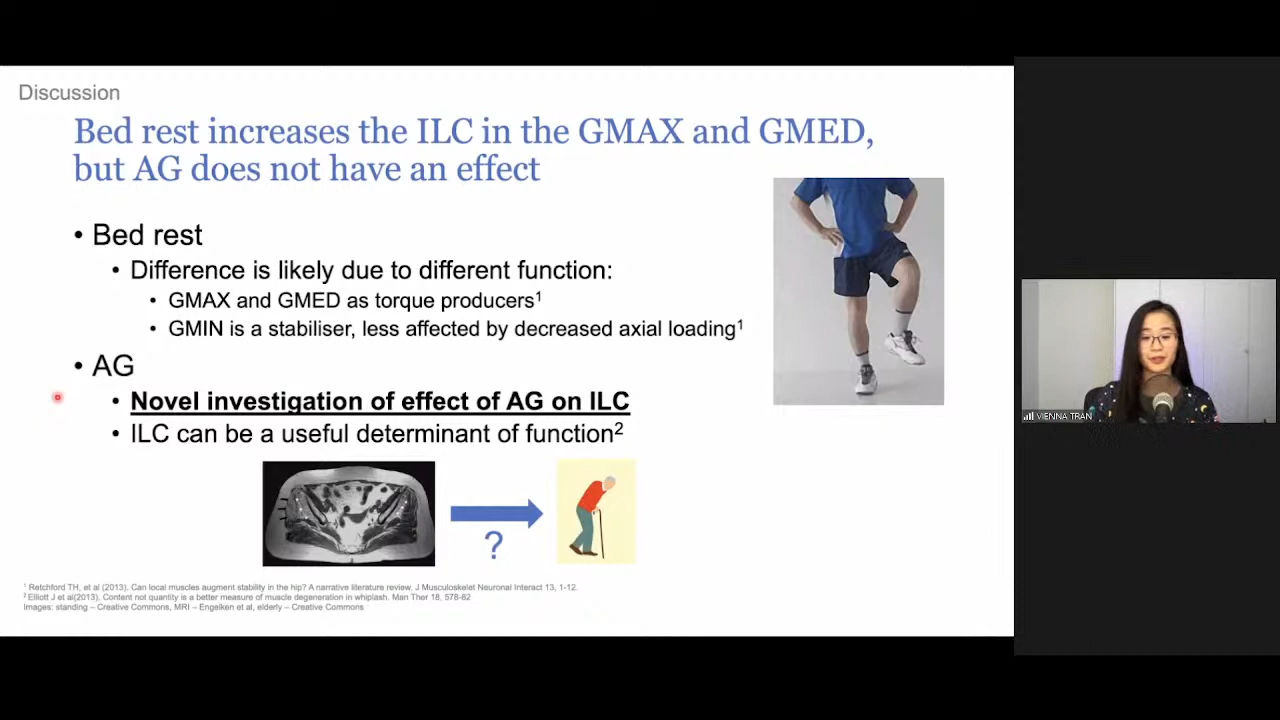 Discussion
Bed rest increases the ILC in the GMAX and GMED,
but AG does not have an effect
• Bed rest
• Difference is likely due to different function:
• GMAX and GMED as torque producers¹
• GMIN is a stabiliser, less affected by decreased axial loading¹
• AG
• Novel investigation of effect of AG on ILC
• ILC can be a useful determinant of function²
?
¹ Retchford TH, et al (2013). Can local muscles augment stability in the hip? A narrative literature review. J Musculoskelet Neuronal Interact 13, 1-12.
² Elliott J et al(2013). Content not quantity is a better measure of muscle degeneration in whiplash. Man Ther 18, 578-82
Images: standing – Creative Commons, MRI – Engelken et al, elderly – Creative Commons
VIENNA TRAN